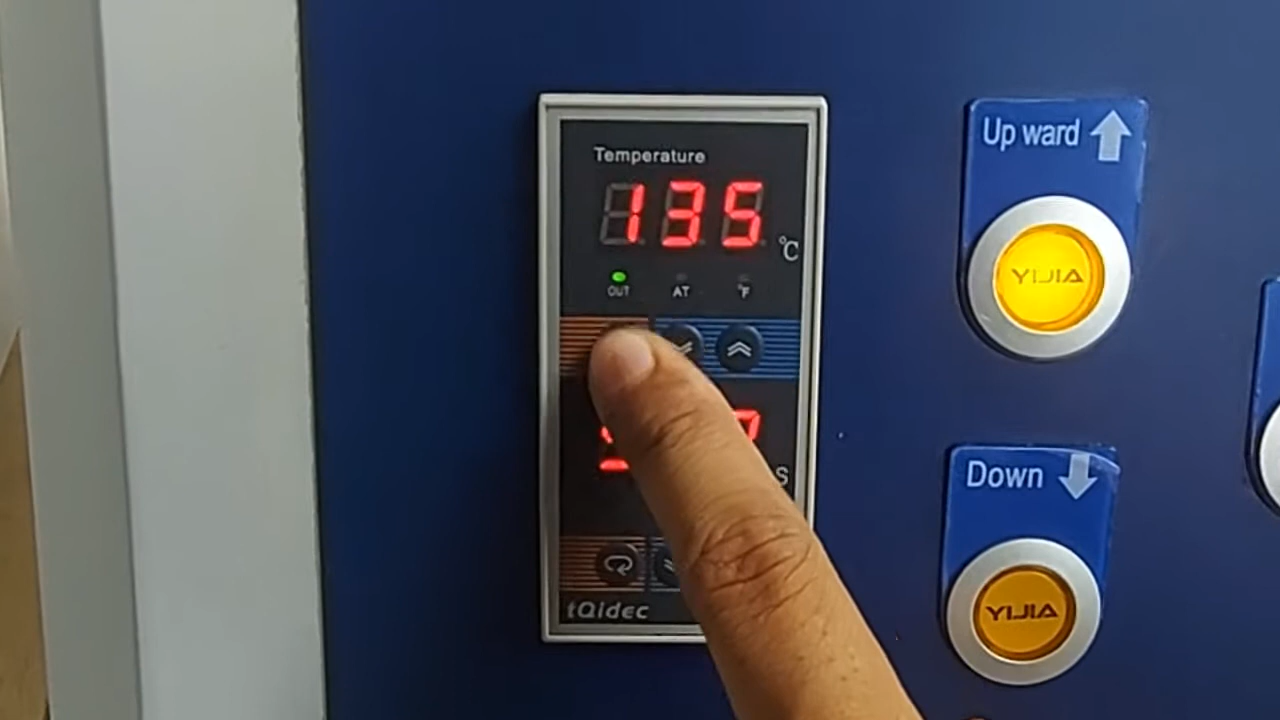 Temperature
135
°C
OUT AT °F
S
tQidec
Up ward
YIJIA
Down
YIJIA